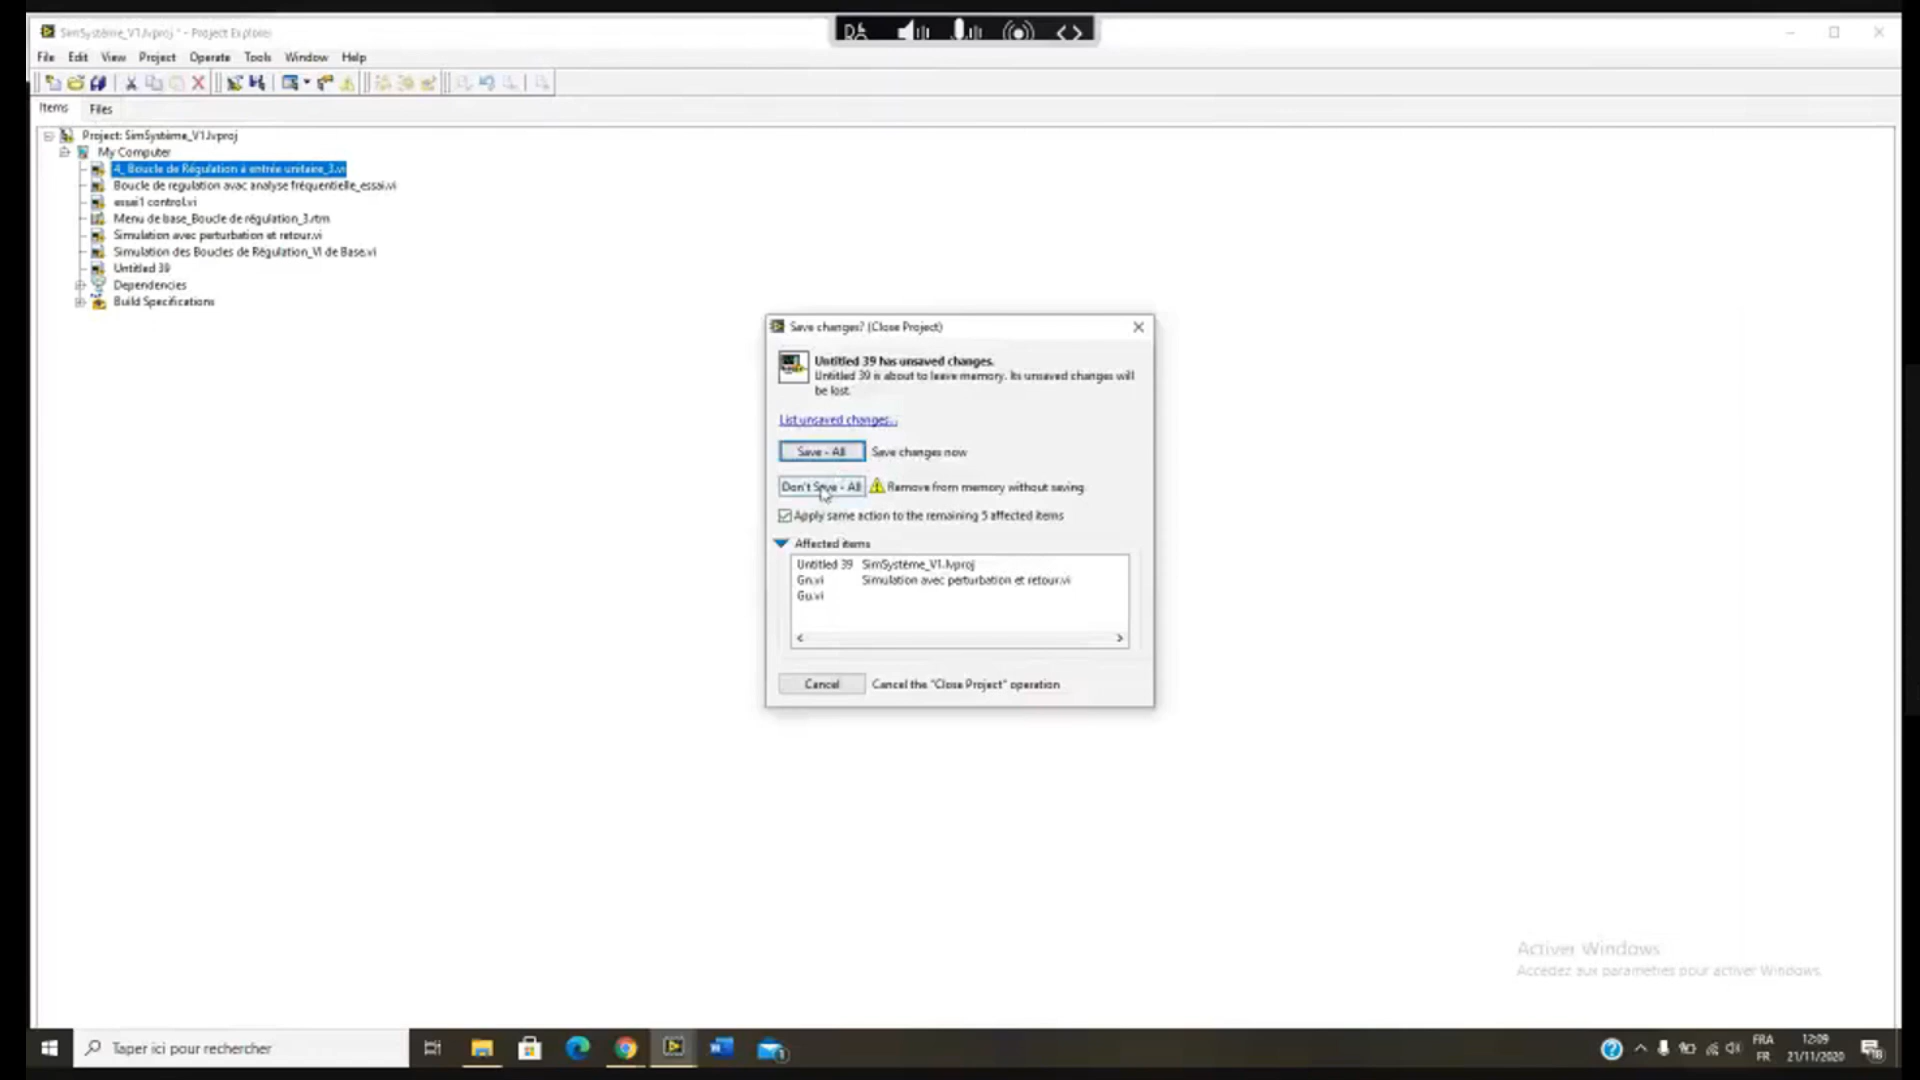 SimSystème_V1.lvproj * - Project Explorer
File Edit View Project Operate Tools Window Help
Items Files
Project: SimSystème_V1.lvproj
My Computer
4_ Boucle de Régulation à entrée unitaire_3.vi
Boucle de regulation avac analyse fréquentielle_essai.vi
essai1 control.vi
Menu de base_Boucle de régulation_3.rtm
Simulation avec perturbation et retour.vi
Simulation des Boucles de Régulation_VI de Base.vi
Untitled 39
Dependencies
Build Specifications
Save changes? (Close Project)
Untitled 39 has unsaved changes.
Untitled 39 is about to leave memory. Its unsaved changes will
be lost.
List unsaved changes...
Save - All Save changes now
Don't Save - All Remove from memory without saving
Apply same action to the remaining 5 affected items
Affected items
Untitled 39 SimSystème_V1.lvproj
Gn.vi Simulation avec perturbation et retour.vi
Gu.vi
Cancel Cancel the "Close Project" operation
Activer Windows
Accédez aux paramètres pour activer Windows.
Taper ici pour rechercher
FRA 12:09
FR 21/11/2020